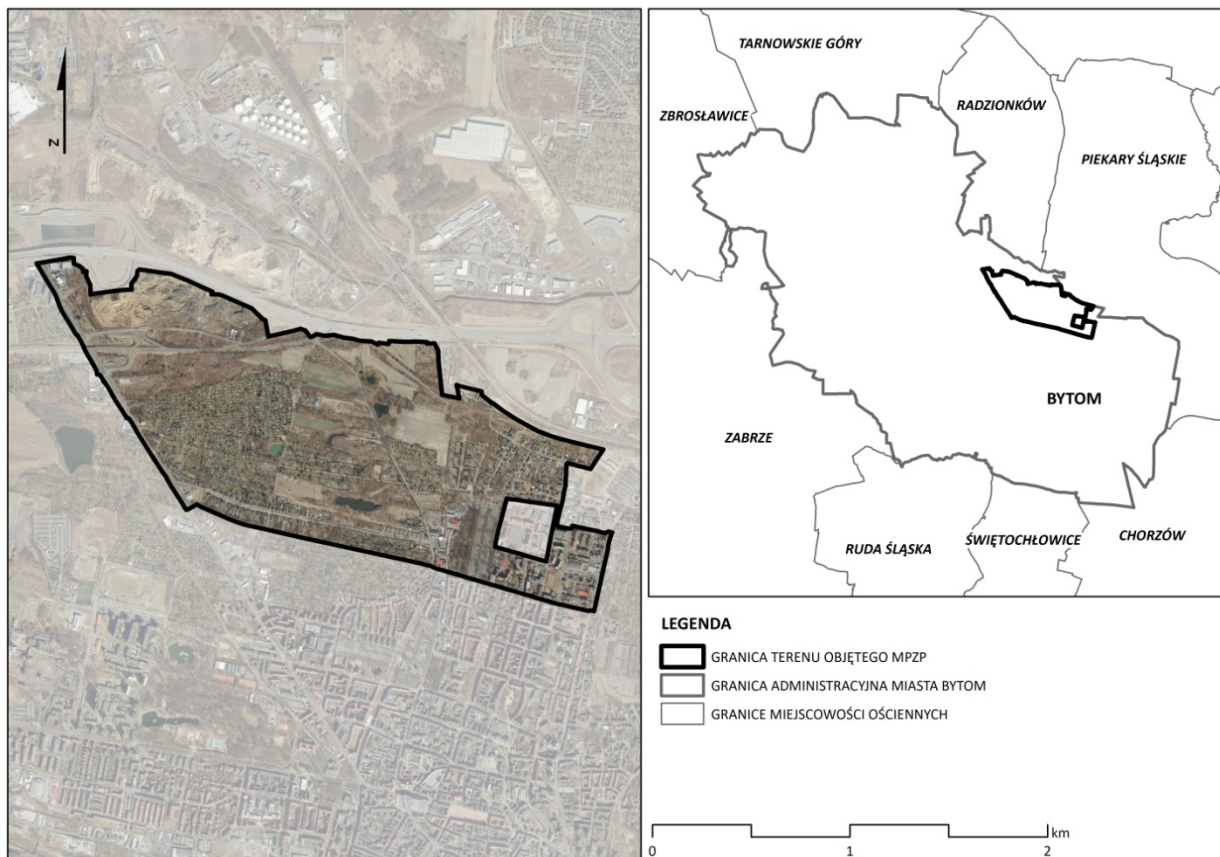 N
TARNOWSKIE GÓRY
ZBROSŁAWICE
RADZIONKÓW
PIEKARY ŚLĄSKIE
BYTOM
ZABRZE
RUDA ŚLĄSKA
ŚWIĘTOCHŁOWICE
CHORZÓW
LEGENDA
GRANICA TERENU OBJĘTEGO MPZP
GRANICA ADMINISTRACYJNA MIASTA BYTOM
GRANICE MIEJSCOWOŚCI OŚCIENNYCH
km
0 1 2